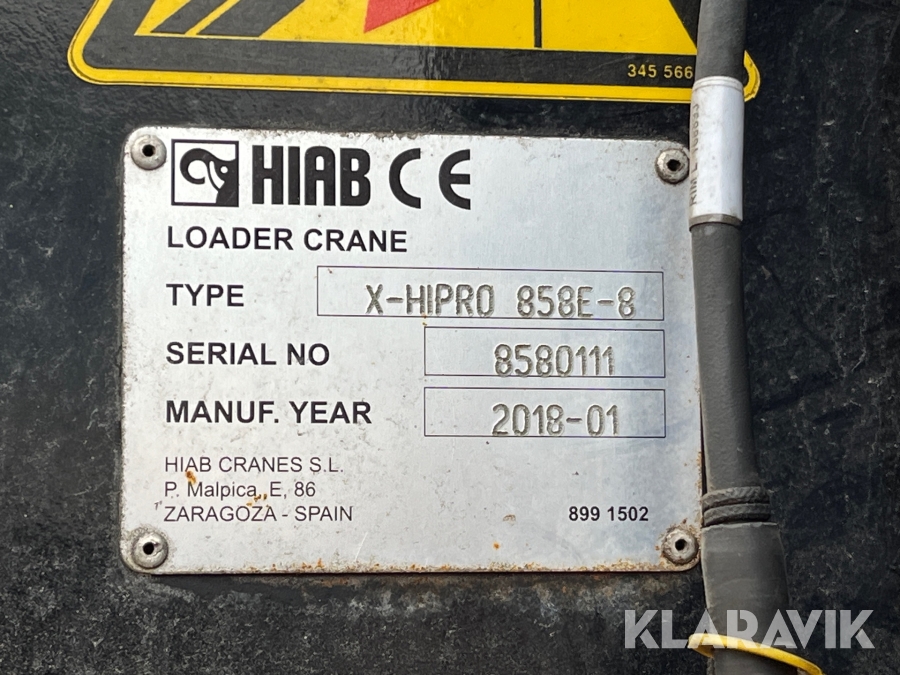 345 566
HIAB CE
LOADER CRANE
TYPE X-HIPRO 858E-8
SERIAL NO 8580111
MANUF. YEAR 2018-01
HIAB CRANES S.L.
P. Malpica, E, 86
ZARAGOZA - SPAIN 899 1502
KLARAVIK